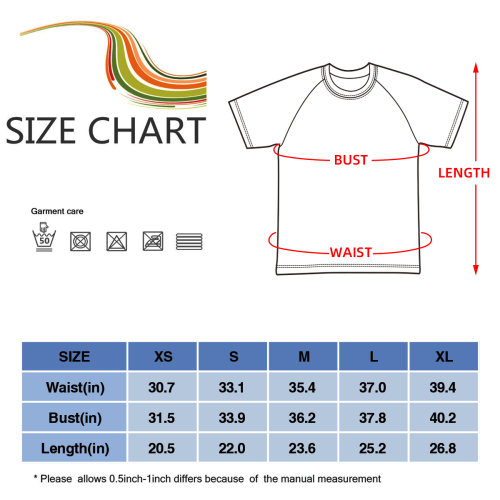 SIZE CHART
Garment care
50
BUST
LENGTH
WAIST
SIZE XS S M L XL
Waist(in) 30.7 33.1 35.4 37.0 39.4
Bust(in) 31.5 33.9 36.2 37.8 40.2
Length(in) 20.5 22.0 23.6 25.2 26.8
* Please allows 0.5inch-1inch differs because of the manual measurement